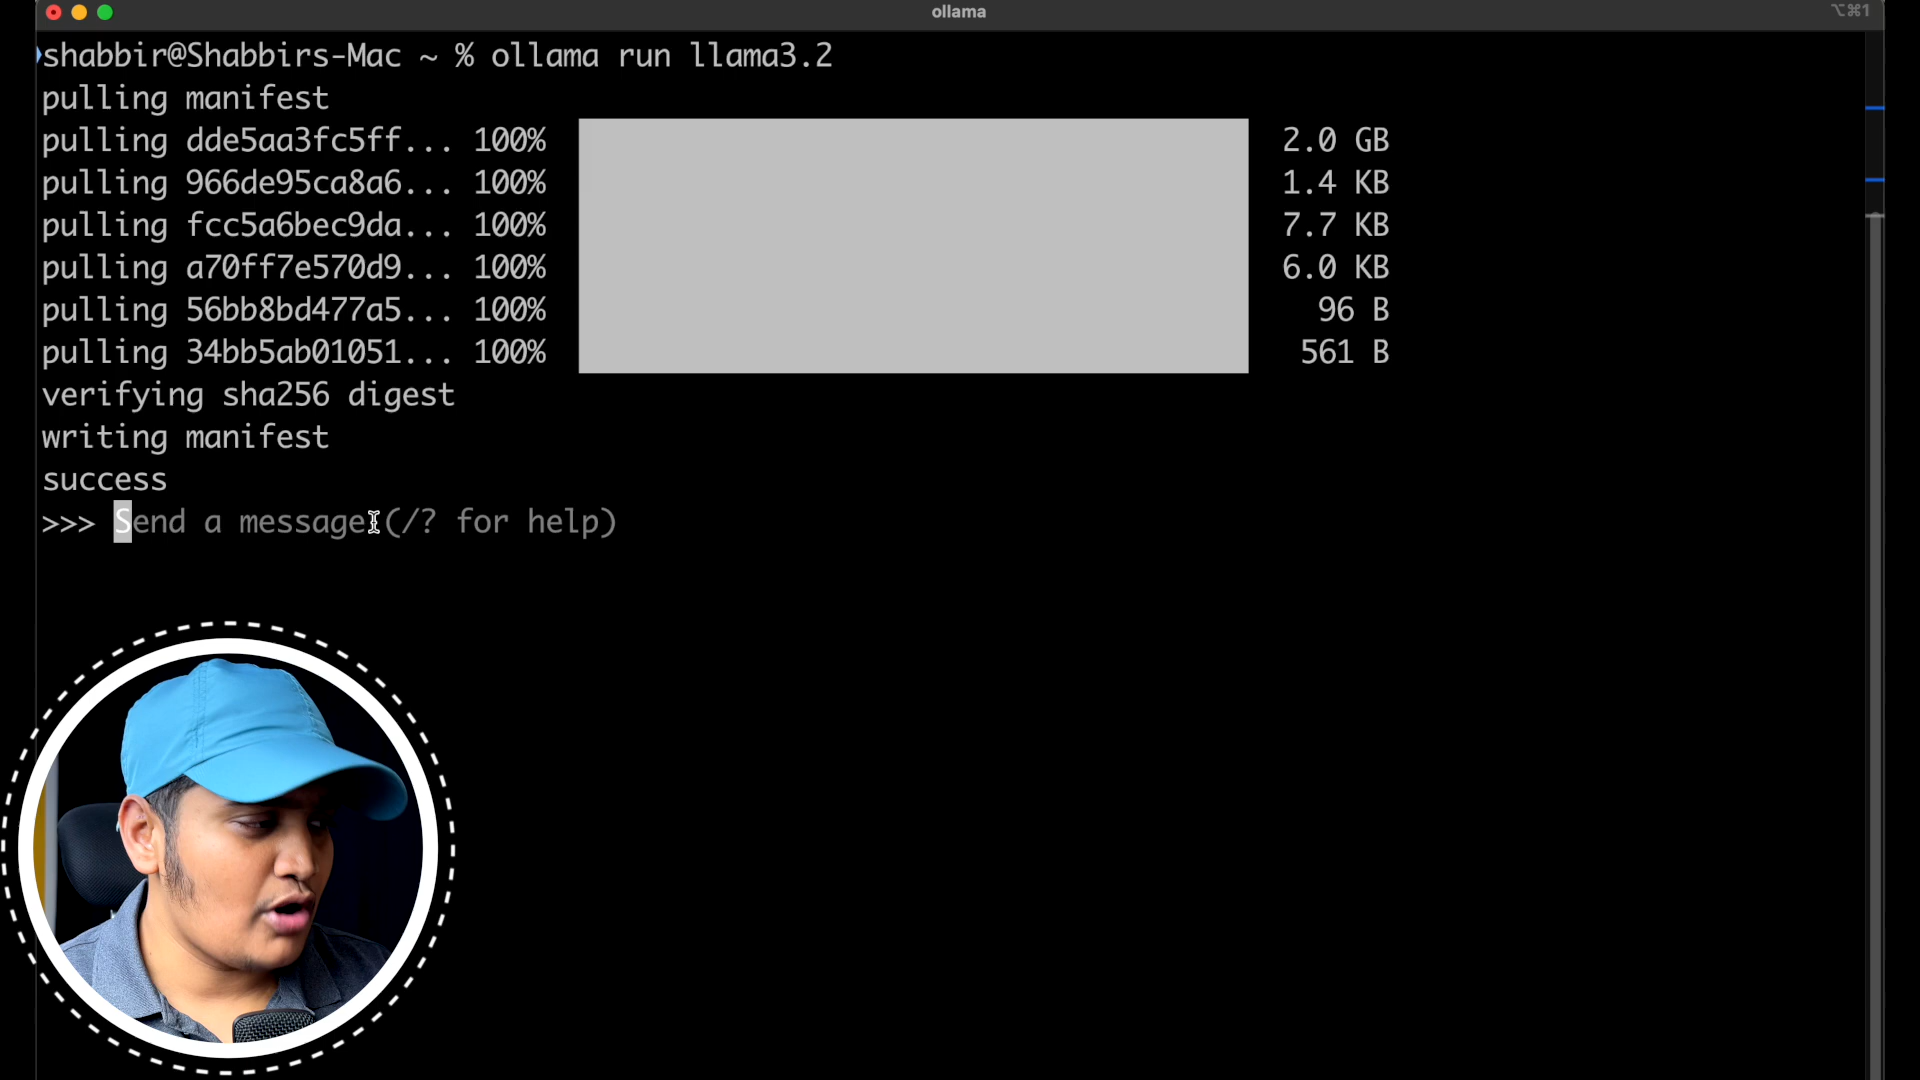 ollama
⌥⌘1
shabbir@Shabbirs-Mac ~ % ollama run llama3.2
pulling manifest
pulling dde5aa3fc5ff... 100% 2.0 GB
pulling 966de95ca8a6... 100% 1.4 KB
pulling fcc5a6bec9da... 100% 7.7 KB
pulling a70ff7e570d9... 100% 6.0 KB
pulling 56bb8bd477a5... 100% 96 B
pulling 34bb5ab01051... 100% 561 B
verifying sha256 digest
writing manifest
success
>>> Send a message (/? for help)